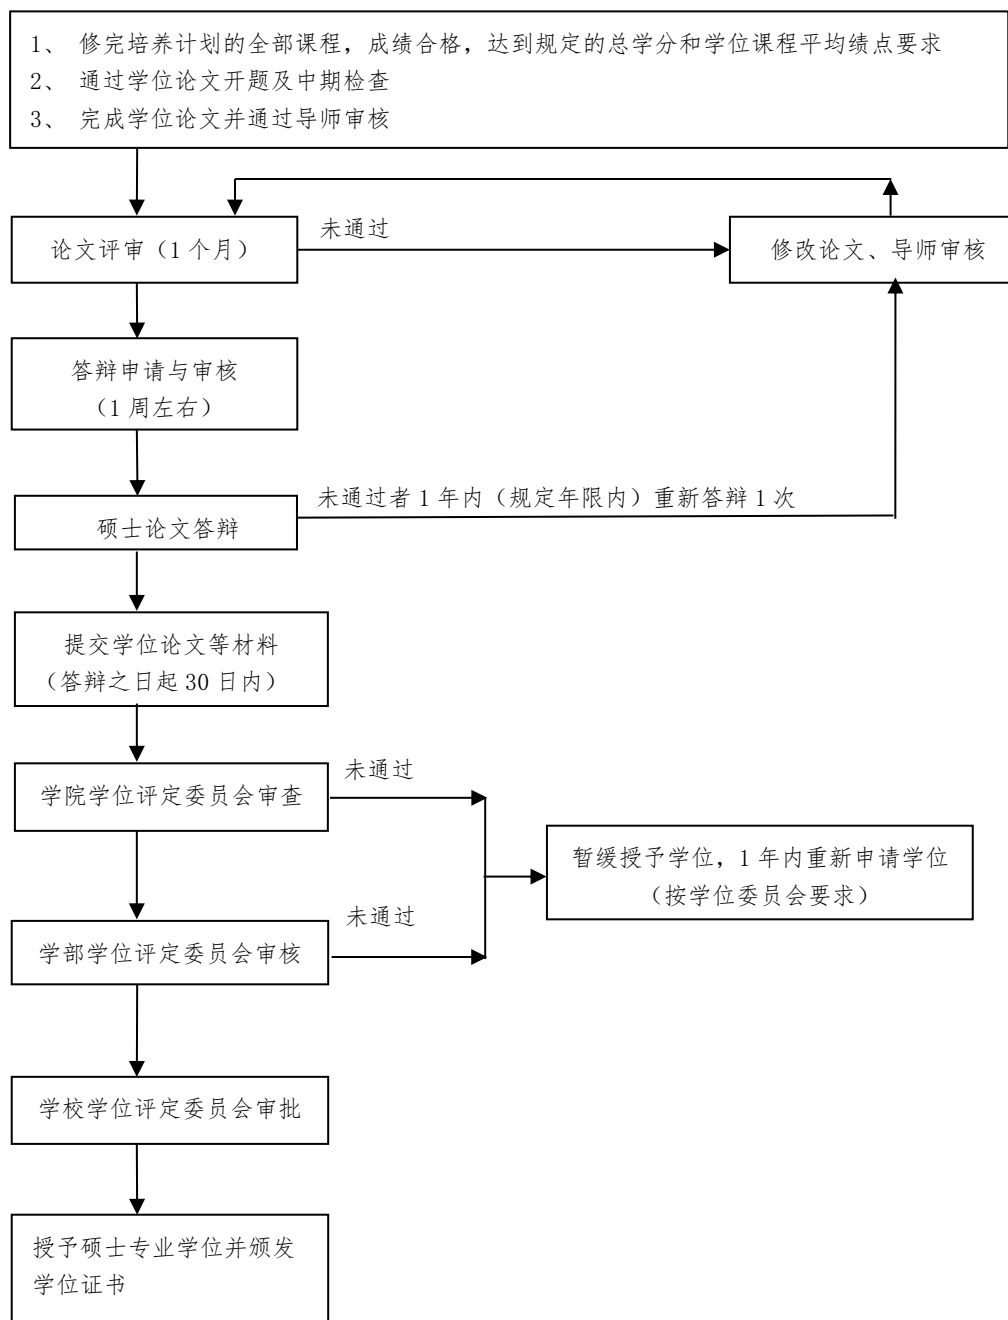 1、 修完培养计划的全部课程，成绩合格，达到规定的总学分和学位课程平均绩点要求
2、 通过学位论文开题及中期检查
3、 完成学位论文并通过导师审核
论文评审（1 个月）
未通过
修改论文、导师审核
答辩申请与审核
（1 周左右）
未通过者 1 年内（规定年限内）重新答辩 1 次
硕士论文答辩
提交学位论文等材料
（答辩之日起 30 日内）
未通过
学院学位评定委员会审查
暂缓授予学位，1 年内重新申请学位
（按学位委员会要求）
未通过
学部学位评定委员会审核
学校学位评定委员会审批
授予硕士专业学位并颁发
学位证书